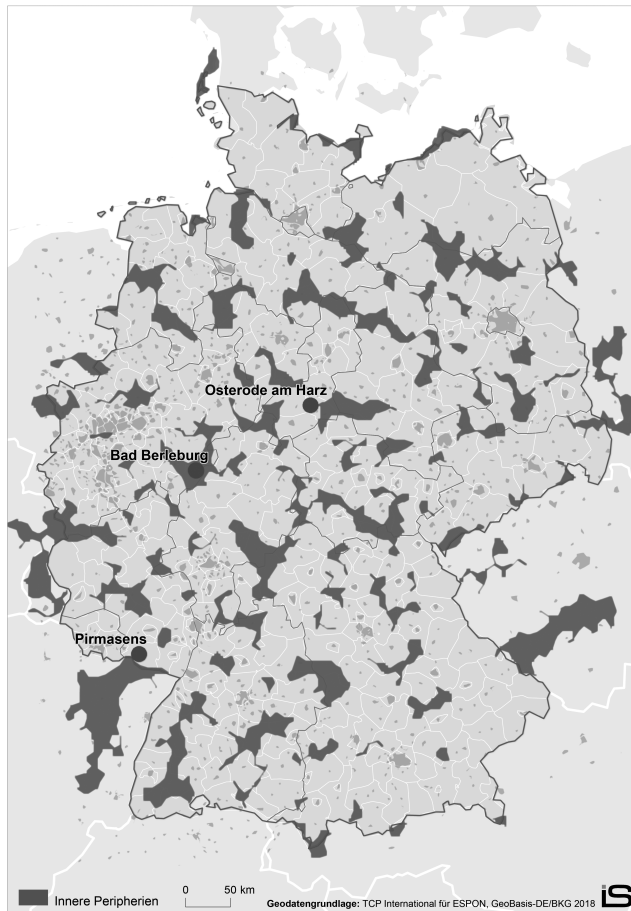 Osterode am Harz
Bad Berleburg
Pirmasens
Innere Peripherien
0 50 km
Geodatengrundlage: TCP International für ESPON, GeoBasis-DE/BKG 2018